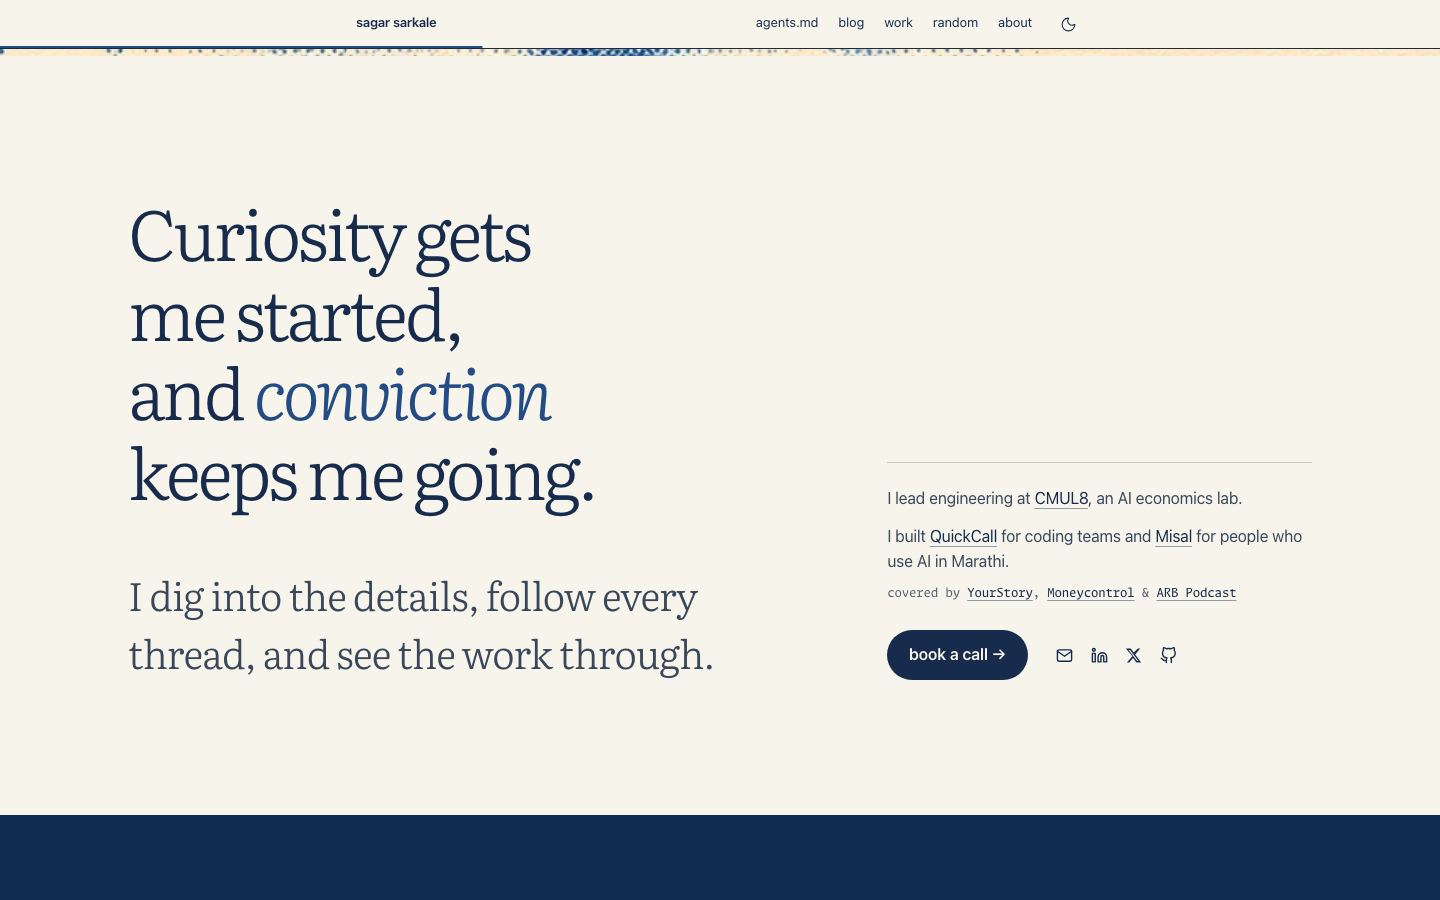 sagar sarkale
agents.md blog work random about
Curiosity gets
me started,
and conviction
keeps me going.
I dig into the details, follow every
thread, and see the work through.
I lead engineering at CMUL8, an AI economics lab.
I built QuickCall for coding teams and Misal for people who
use AI in Marathi.
covered by YourStory, Moneycontrol & ARB Podcast
book a call →